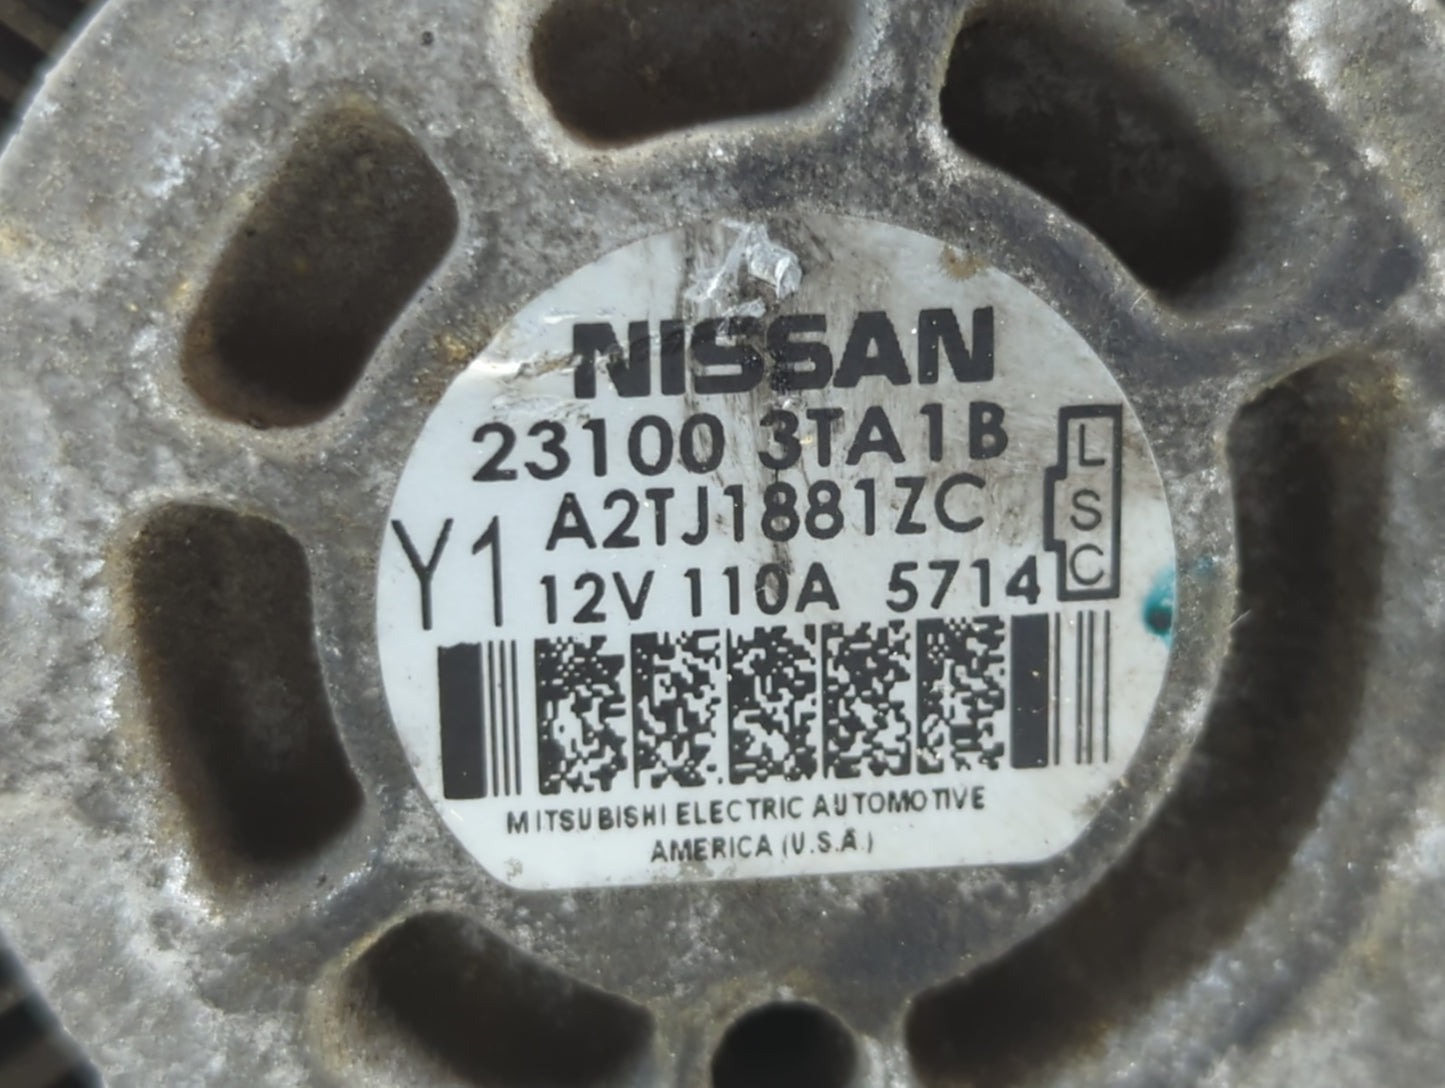 NISSAN
23100 3TA1B
A2TJ1881ZC
Y1
12V 110A 5714
L
S
C
MITSUBISHI ELECTRIC AUTOMOTIVE
AMERICA (U.S.A.)